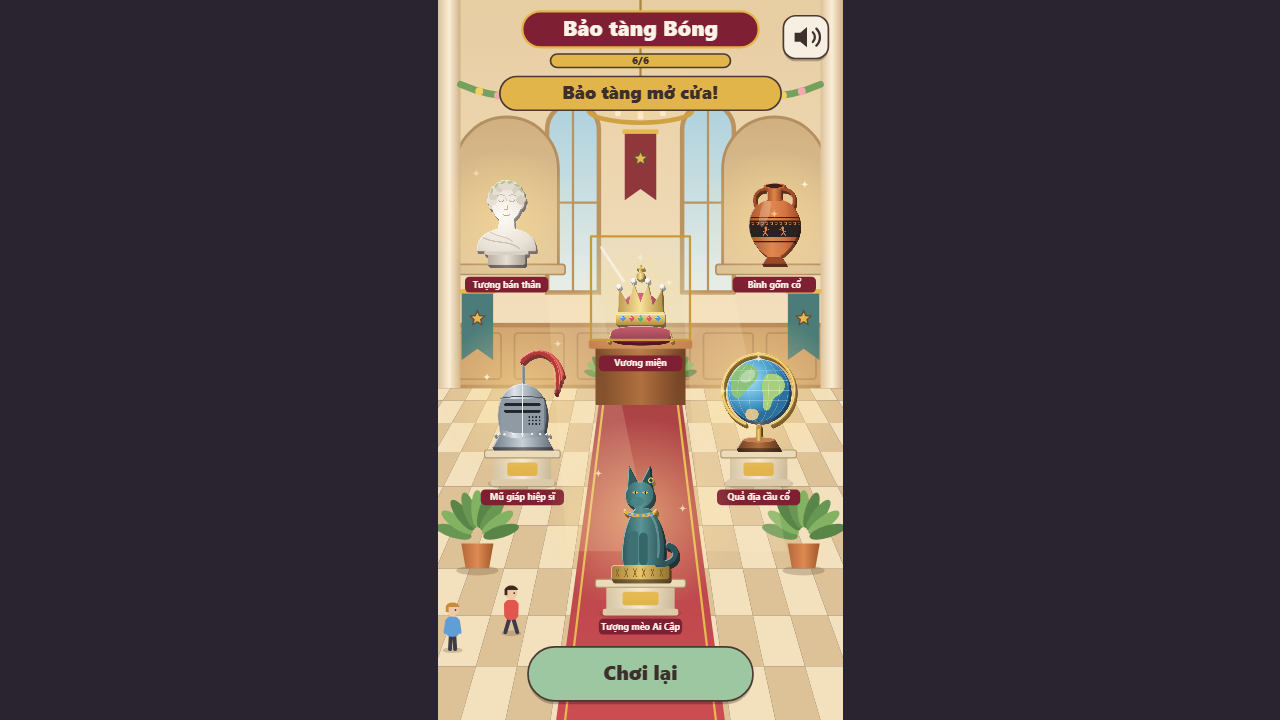 Bảo tàng Bóng
6/6
Bảo tàng mở cửa!
Tượng bán thân
Bình gốm cổ
Vương miện
Mũ giáp hiệp sĩ
Quả địa cầu cổ
Tượng mèo Ai Cập
Chơi lại